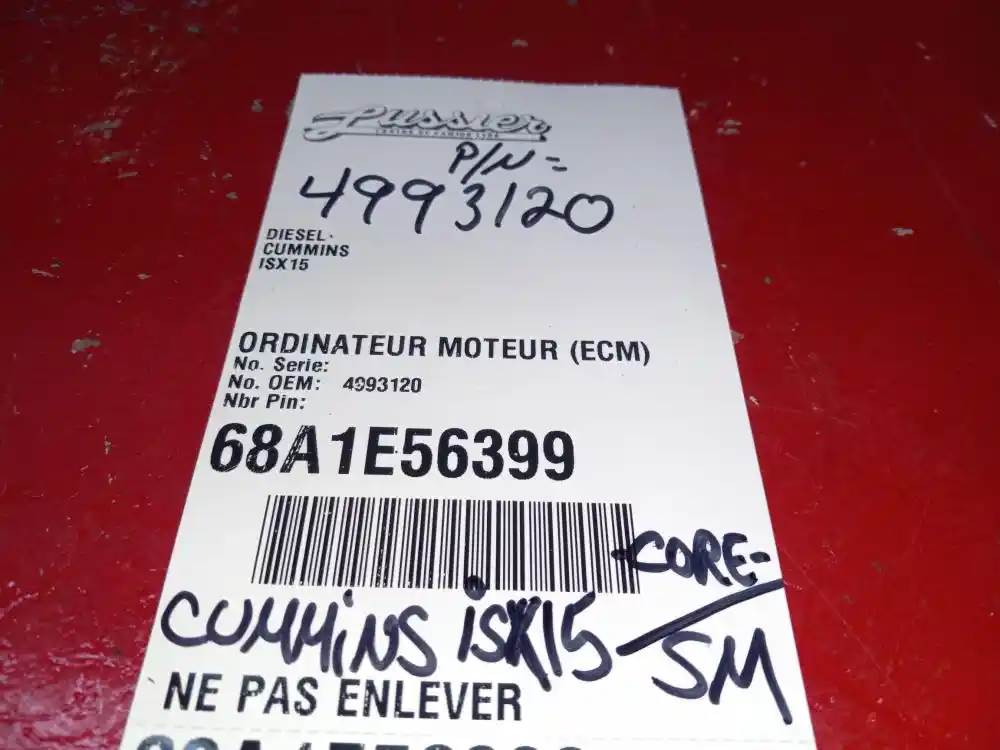 Lussier
P/N =
4993120
DIESEL-
CUMMINS
ISX15
ORDINATEUR MOTEUR (ECM)
No. Serie:
No. OEM: 4993120
Nbr Pin:
68A1E56399
-CORE-
CUMMiNS iSX15 - SM
NE PAS ENLEVER